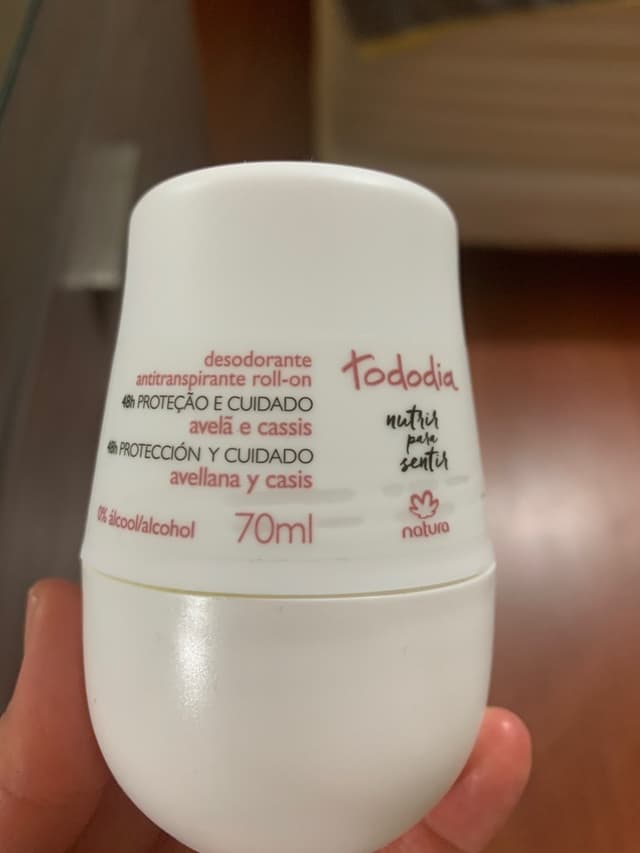 desodorante
antitranspirante roll-on
48h PROTEÇÃO E CUIDADO
avelã e cassis
48h PROTECCIÓN Y CUIDADO
avellana y casis
0% álcool/alcohol
70ml
tododia
nutrir
para
sentir
natura